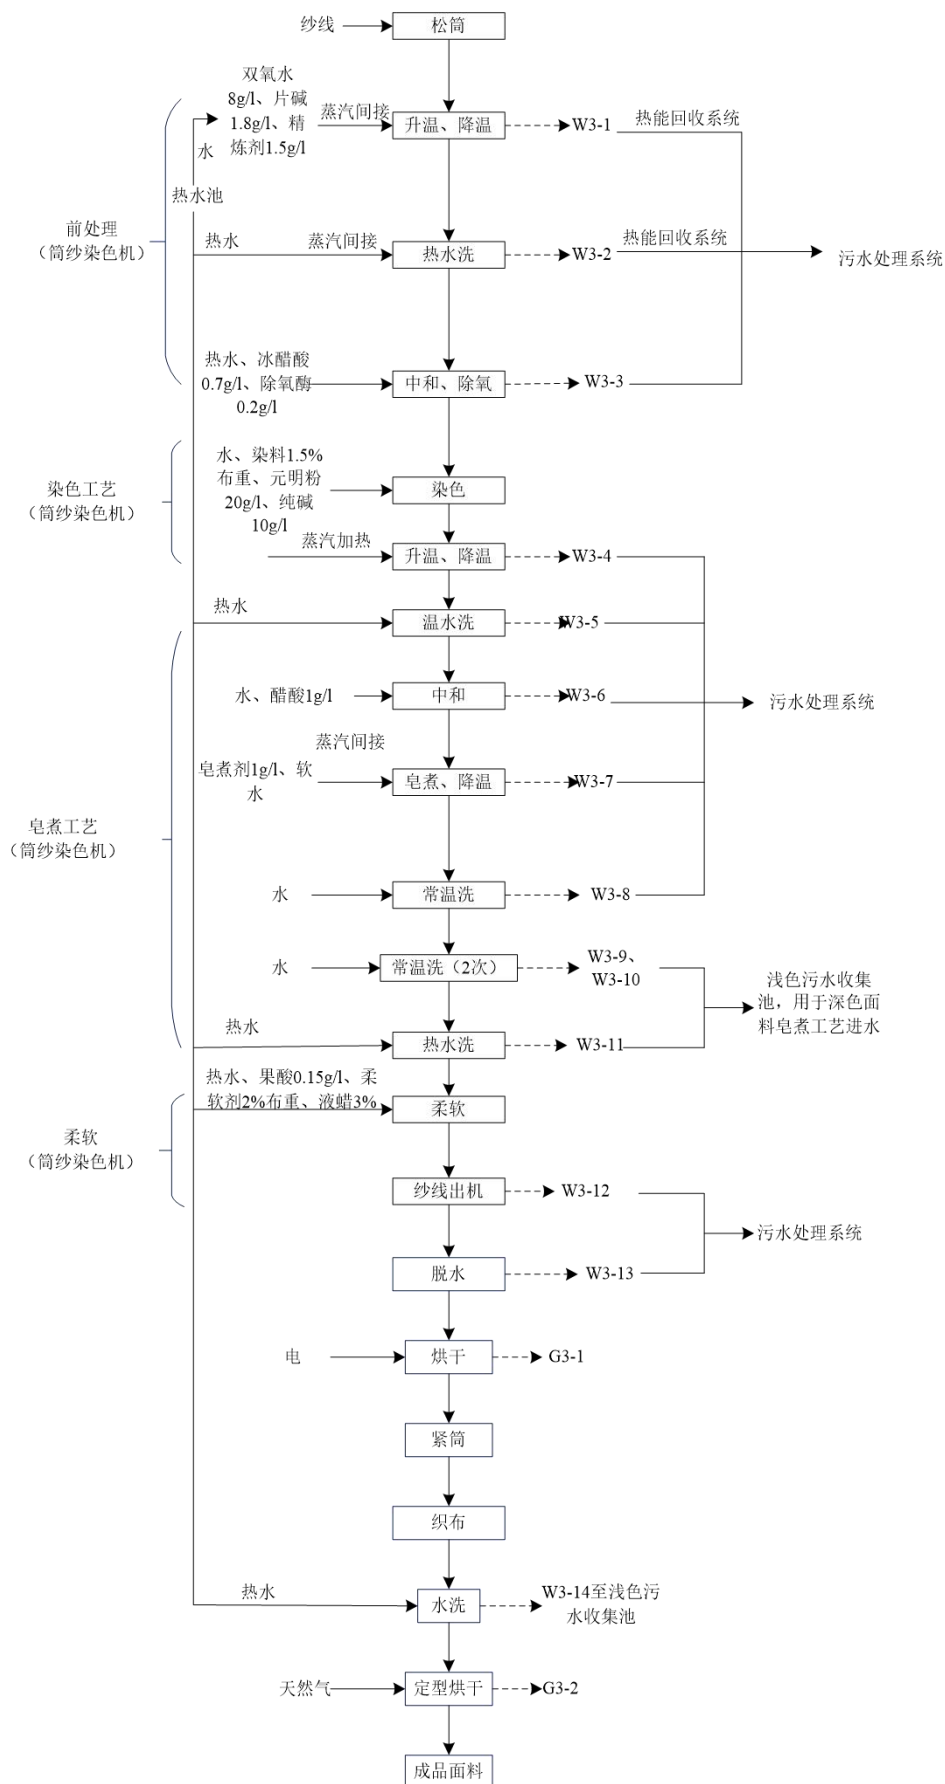 纱线
松筒
双氧水
8g/l、片碱
1.8g/l、精
炼剂1.5g/l
水
蒸汽间接
升温、降温
W3-1
热能回收系统
热水池
前处理
（筒纱染色机）
热水
蒸汽间接
热水洗
W3-2
热能回收系统
污水处理系统
热水、冰醋酸
0.7g/l、除氧酶
0.2g/l
中和、除氧
W3-3
水、染料1.5%
布重、元明粉
20g/l、纯碱
10g/l
染色
染色工艺
（筒纱染色机）
蒸汽加热
升温、降温
W3-4
热水
温水洗
W3-5
水、醋酸1g/l
中和
W3-6
污水处理系统
蒸汽间接
皂煮剂1g/l、软
水
皂煮、降温
W3-7
皂煮工艺
（筒纱染色机）
水
常温洗
W3-8
水
常温洗（2次）
W3-9、
W3-10
浅色污水收集
池，用于深色面
料皂煮工艺进水
热水
热水洗
W3-11
热水、果酸0.15g/l、柔
软剂2%布重、液蜡3%
柔软
柔软
（筒纱染色机）
纱线出机
W3-12
污水处理系统
脱水
W3-13
电
烘干
G3-1
紧筒
织布
热水
水洗
W3-14至浅色污
水收集池
天然气
定型烘干
G3-2
成品面料